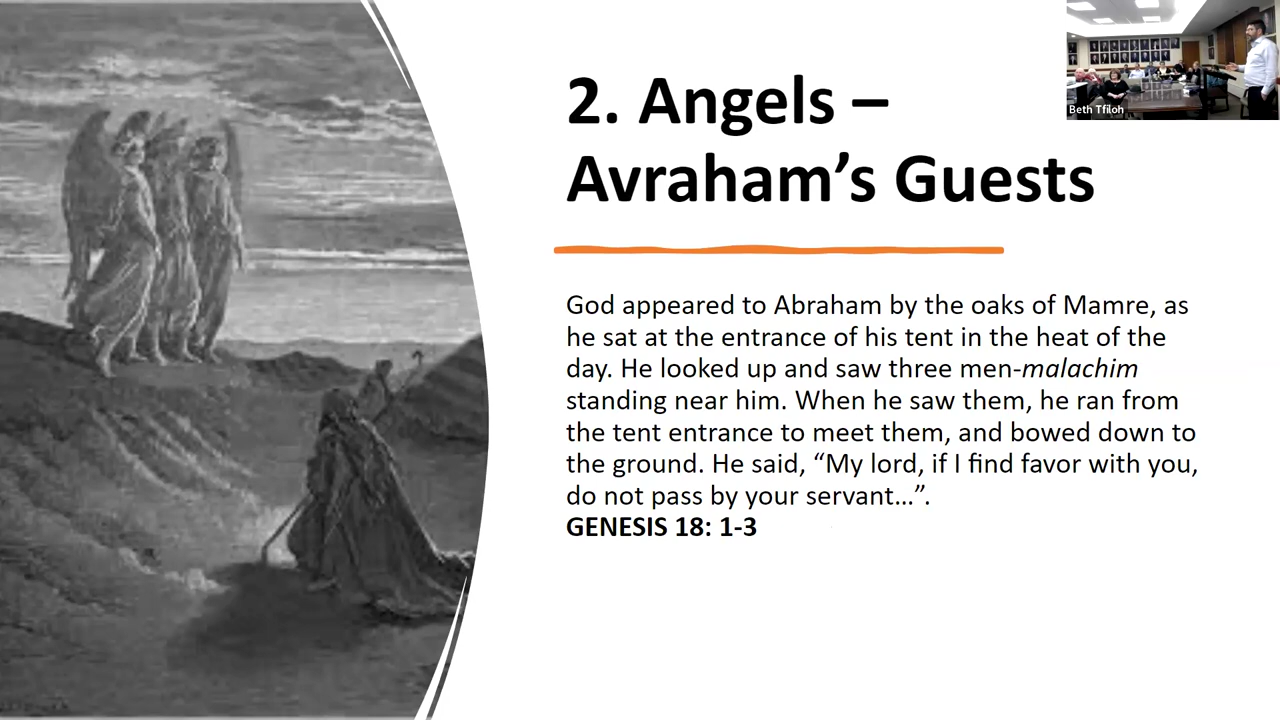 2. Angels –
Avraham’s Guests
Beth Tfiloh
God appeared to Abraham by the oaks of Mamre, as
he sat at the entrance of his tent in the heat of the
day. He looked up and saw three men-malachim
standing near him. When he saw them, he ran from
the tent entrance to meet them, and bowed down to
the ground. He said, “My lord, if I find favor with you,
do not pass by your servant…”.
GENESIS 18: 1-3